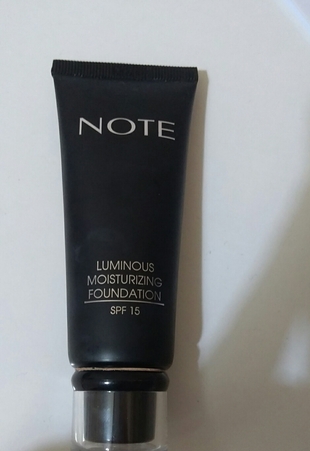 NOTE
LUMINOUS
MOISTURIZING
FOUNDATION
SPF 15